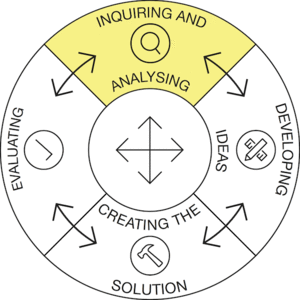 INQUIRING AND
ANALYSING
DEVELOPING
IDEAS
CREATING THE
SOLUTION
EVALUATING